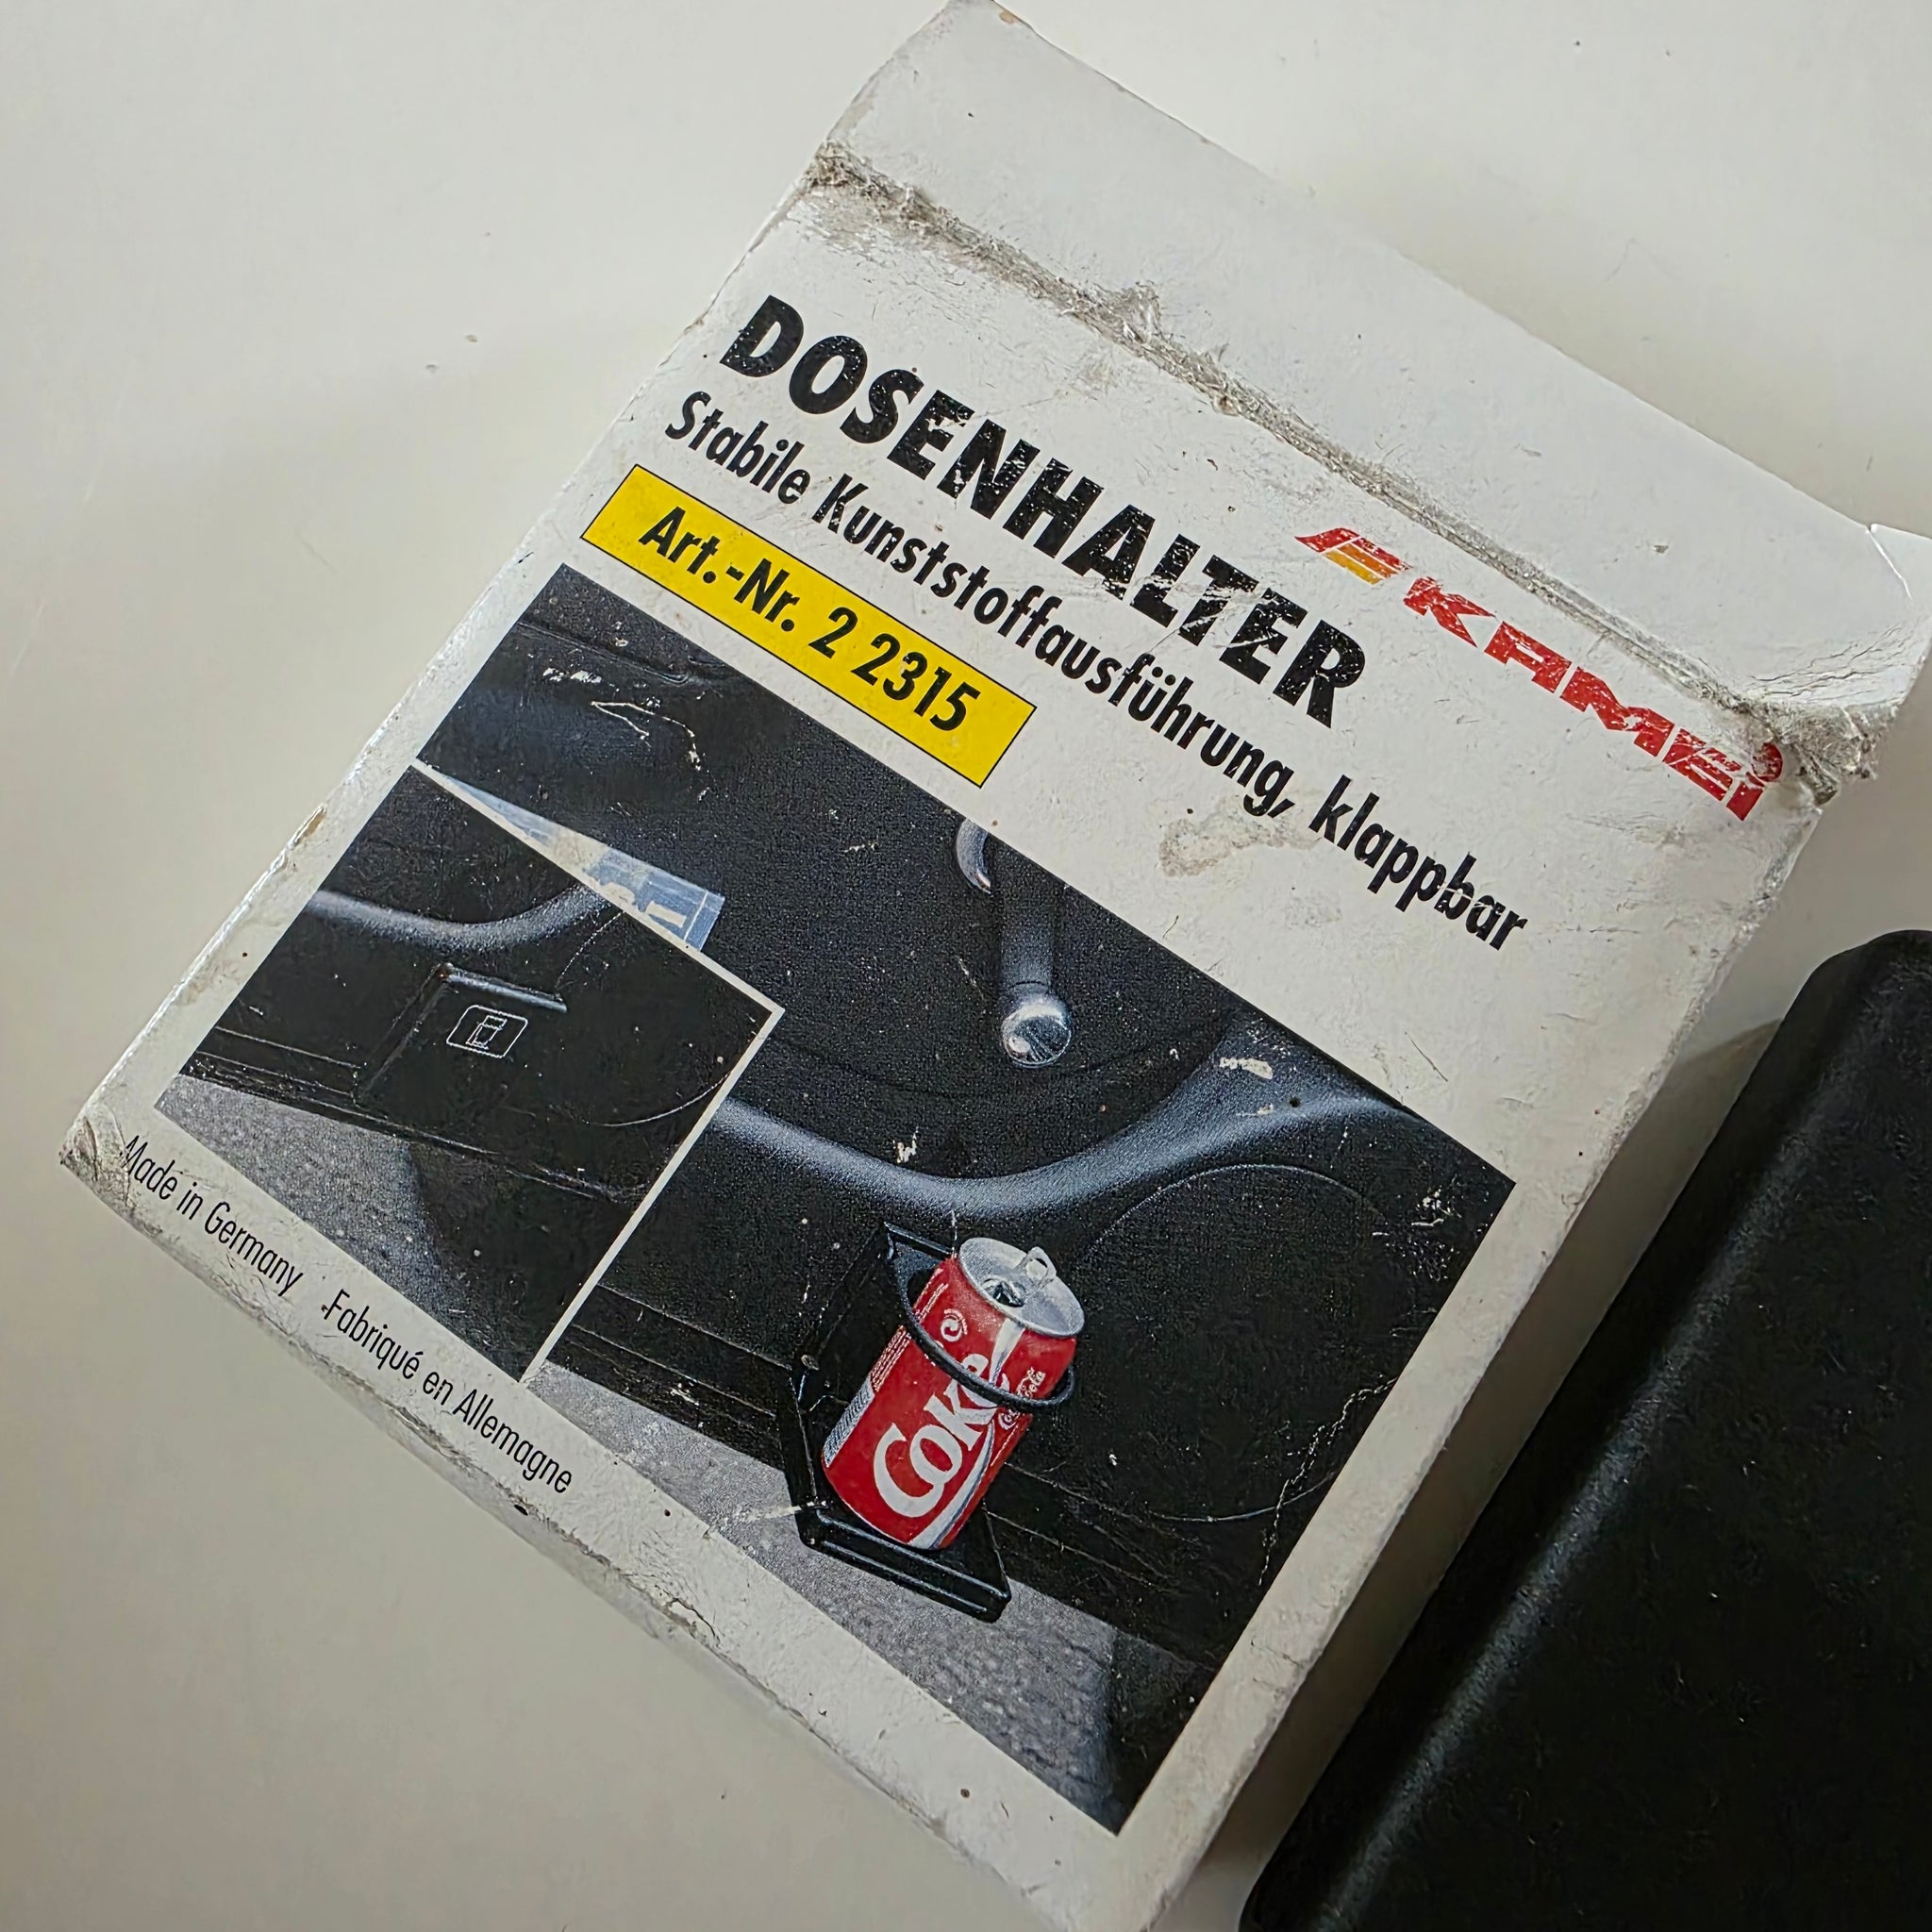 KAMEI
DOSENHALTER
Stabile Kunststoffausführung, klappbar
Art.-Nr. 2 2315
Coke
Made in Germany
Fabriqué en Allemagne